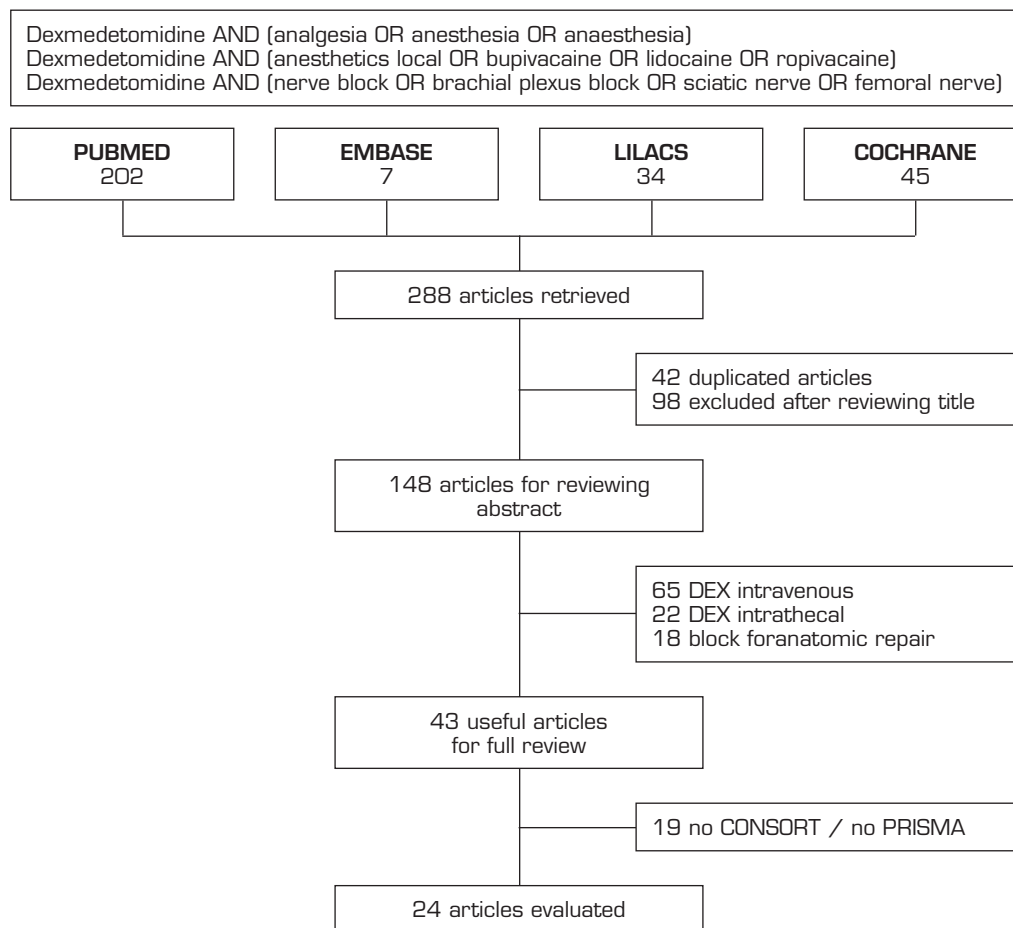 Dexmedetomidine AND (analgesia OR anesthesia OR anaesthesia)
Dexmedetomidine AND (anesthetics local OR bupivacaine OR lidocaine OR ropivacaine)
Dexmedetomidine AND (nerve block OR brachial plexus block OR sciatic nerve OR femoral nerve)
PUBMED
202
EMBASE
7
LILACS
34
COCHRANE
45
288 articles retrieved
42 duplicated articles
98 excluded after reviewing title
148 articles for reviewing
abstract
65 DEX intravenous
22 DEX intrathecal
18 block foranatomic repair
43 useful articles
for full review
19 no CONSORT / no PRISMA
24 articles evaluated